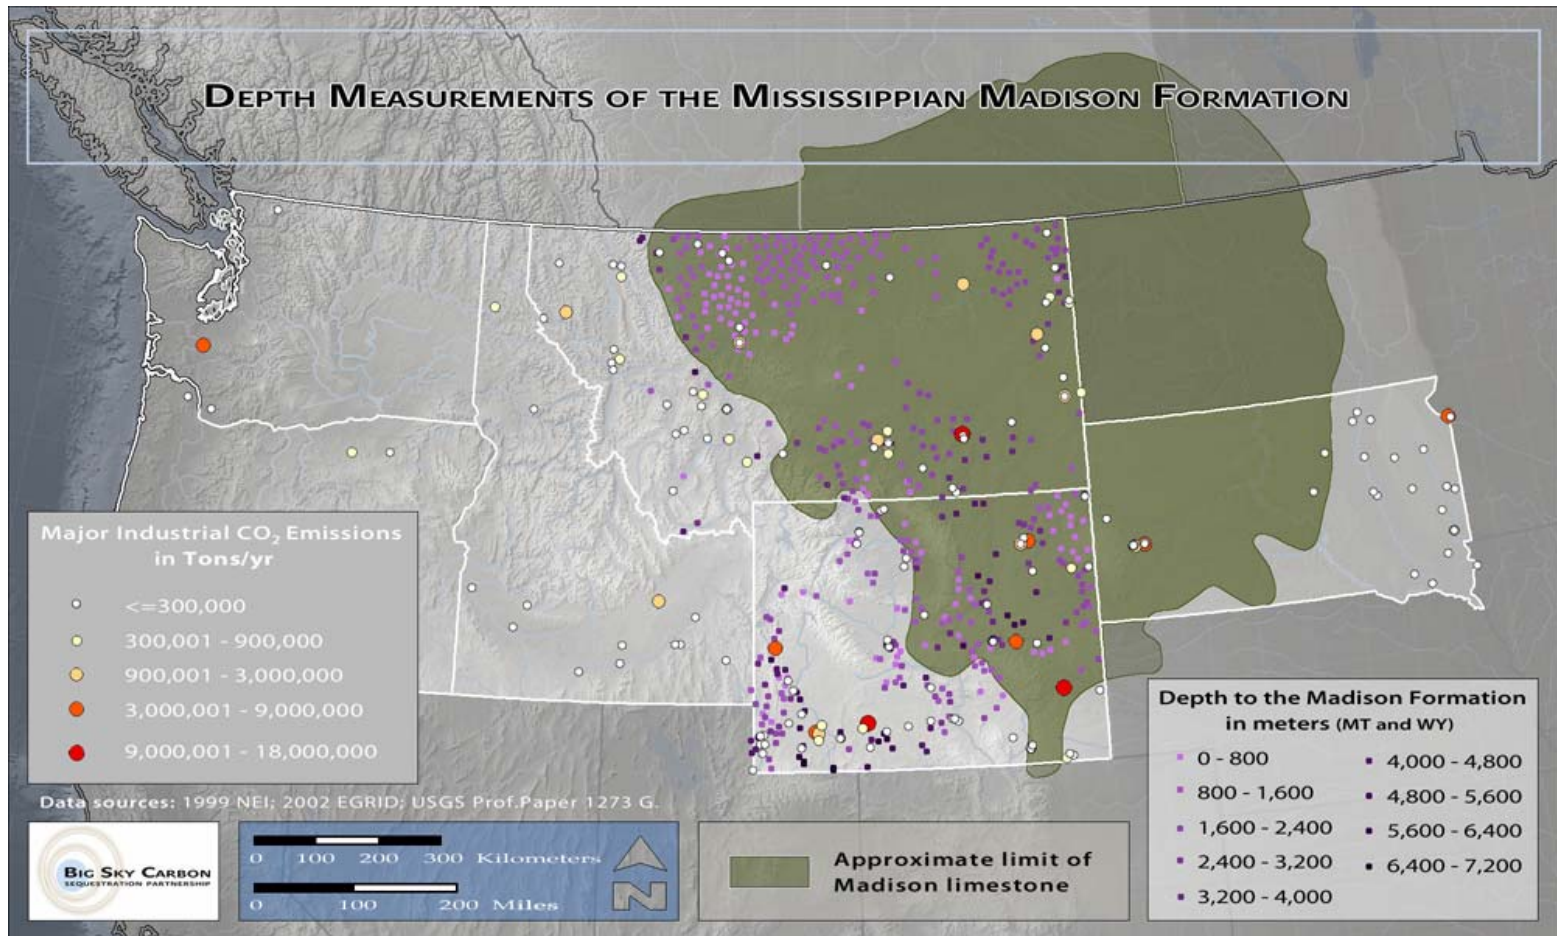 DEPTH MEASUREMENTS OF THE MISSISSIPPIAN MADISON FORMATION
Major Industrial CO₂ Emissions
in Tons/yr
<=300,000
300,001 - 900,000
900,001 - 3,000,000
3,000,001 - 9,000,000
9,000,001 - 18,000,000
Data sources: 1999 NEI; 2002 EGRID; USGS Prof.Paper 1273 G.
BIG SKY CARBON
SEQUESTRATION PARTNERSHIP
0 100 200 300 Kilometers
0 100 200 Miles
N
Approximate limit of
Madison limestone
Depth to the Madison Formation
in meters (MT and WY)
0 - 800
800 - 1,600
1,600 - 2,400
2,400 - 3,200
3,200 - 4,000
4,000 - 4,800
4,800 - 5,600
5,600 - 6,400
6,400 - 7,200